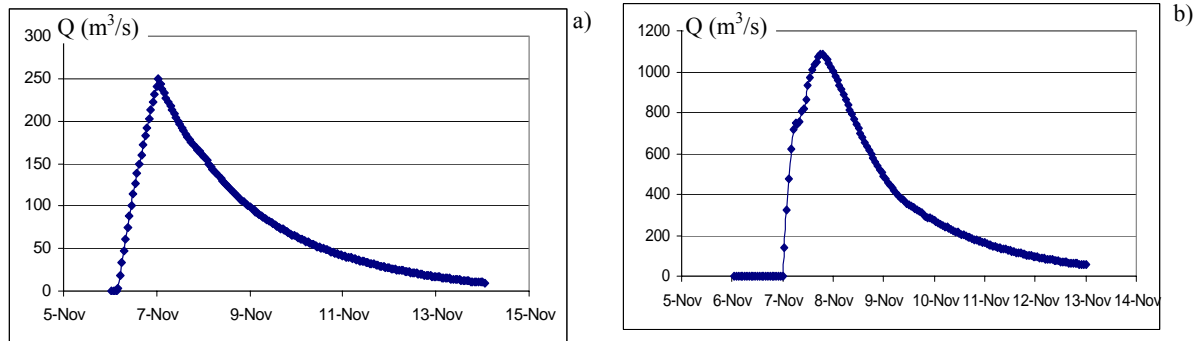 Q (m³/s)
a)
300
250
200
150
100
50
0
5-Nov 7-Nov 9-Nov 11-Nov 13-Nov 15-Nov
Q (m³/s)
b)
1200
1000
800
600
400
200
0
5-Nov 6-Nov 7-Nov 8-Nov 9-Nov 10-Nov 11-Nov 12-Nov 13-Nov 14-Nov